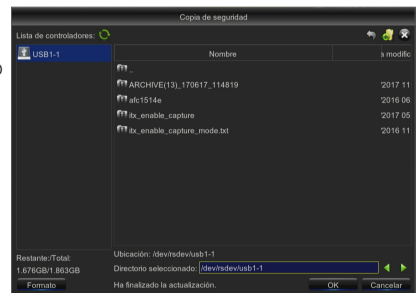 Copia de seguridad
Lista de controladores:
USB1-1
Nombre
a modific
..
ARCHIVE(13)_170617_114819
'2017 11
afc1514e
'2016 06
itx_enable_capture
'2017 05
itx_enable_capture_mode.txt
'2016 11
Restante:/Total:
1.676GB/1.863GB
Ubicación: /dev/rsdev/usb1-1
Directorio seleccionado: /dev/rsdev/usb1-1
Formato
Ha finalizado la actualización.
OK
Cancelar